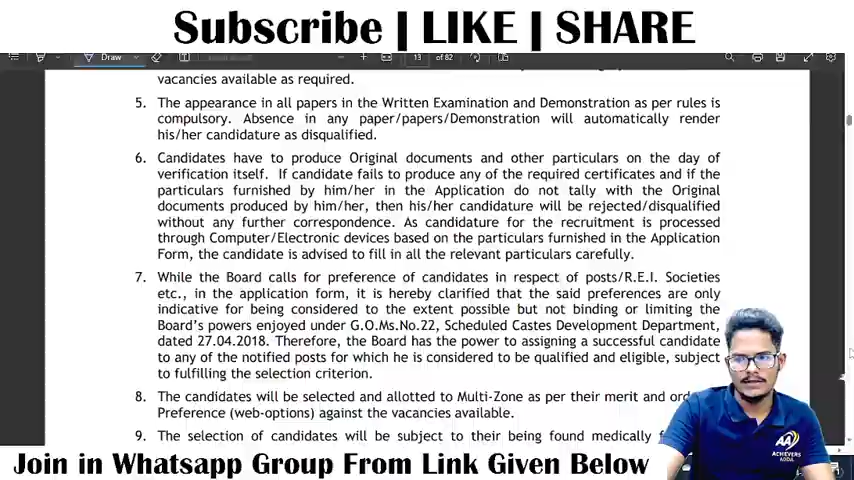 Subscribe | LIKE | SHARE
Draw
13 of 82
vacancies available as required.
5. The appearance in all papers in the Written Examination and Demonstration as per rules is
compulsory. Absence in any paper/papers/Demonstration will automatically render
his/her candidature as disqualified.
6. Candidates have to produce Original documents and other particulars on the day of
verification itself. If candidate fails to produce any of the required certificates and if the
particulars furnished by him/her in the Application do not tally with the Original
documents produced by him/her, then his/her candidature will be rejected/disqualified
without any further correspondence. As candidature for the recruitment is processed
through Computer/Electronic devices based on the particulars furnished in the Application
Form, the candidate is advised to fill in all the relevant particulars carefully.
7. While the Board calls for preference of candidates in respect of posts/R.E.I. Societies
etc., in the application form, it is hereby clarified that the said preferences are only
indicative for being considered to the extent possible but not binding or limiting the
Board's powers enjoyed under G.O.Ms.No.22, Scheduled Castes Development Department,
dated 27.04.2018. Therefore, the Board has the power to assigning a successful candidate
to any of the notified posts for which he is considered to be qualified and eligible, subject
to fulfilling the selection criterion.
8. The candidates will be selected and allotted to Multi-Zone as per their merit and
Preference (web-options) against the vacancies available.
9. The selection of candidates will be subject to their being found medically
AA
ACHIEVERS
ADDA
Join in Whatsapp Group From Link Given Below